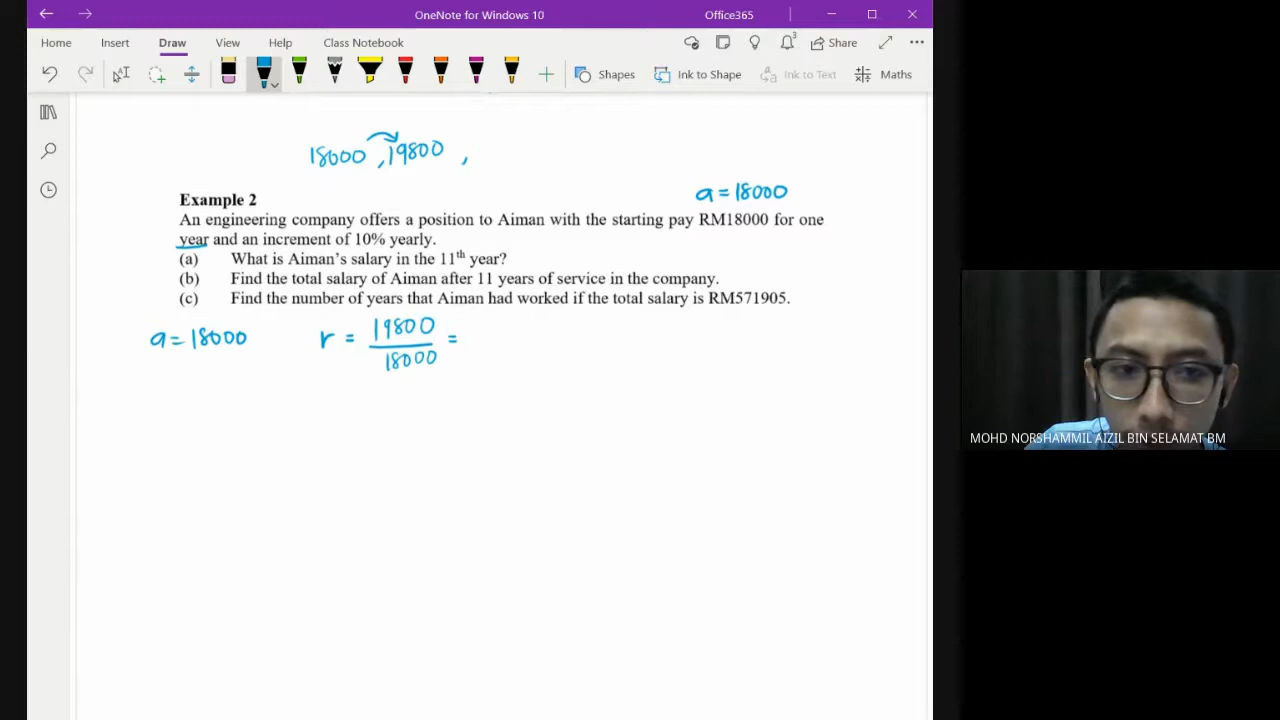 OneNote for Windows 10
Office365
Home Insert Draw View Help Class Notebook
3
Share
Shapes
Ink to Shape
Ink to Text
Maths
18000 , 19800 ,
a = 18000
Example 2
An engineering company offers a position to Aiman with the starting pay RM18000 for one
year and an increment of 10% yearly.
(a) What is Aiman's salary in the 11th year?
(b) Find the total salary of Aiman after 11 years of service in the company.
(c) Find the number of years that Aiman had worked if the total salary is RM571905.
a = 18000
r = 19800 / 18000 =
MOHD NORSHAMMIL AIZIL BIN SELAMAT BM